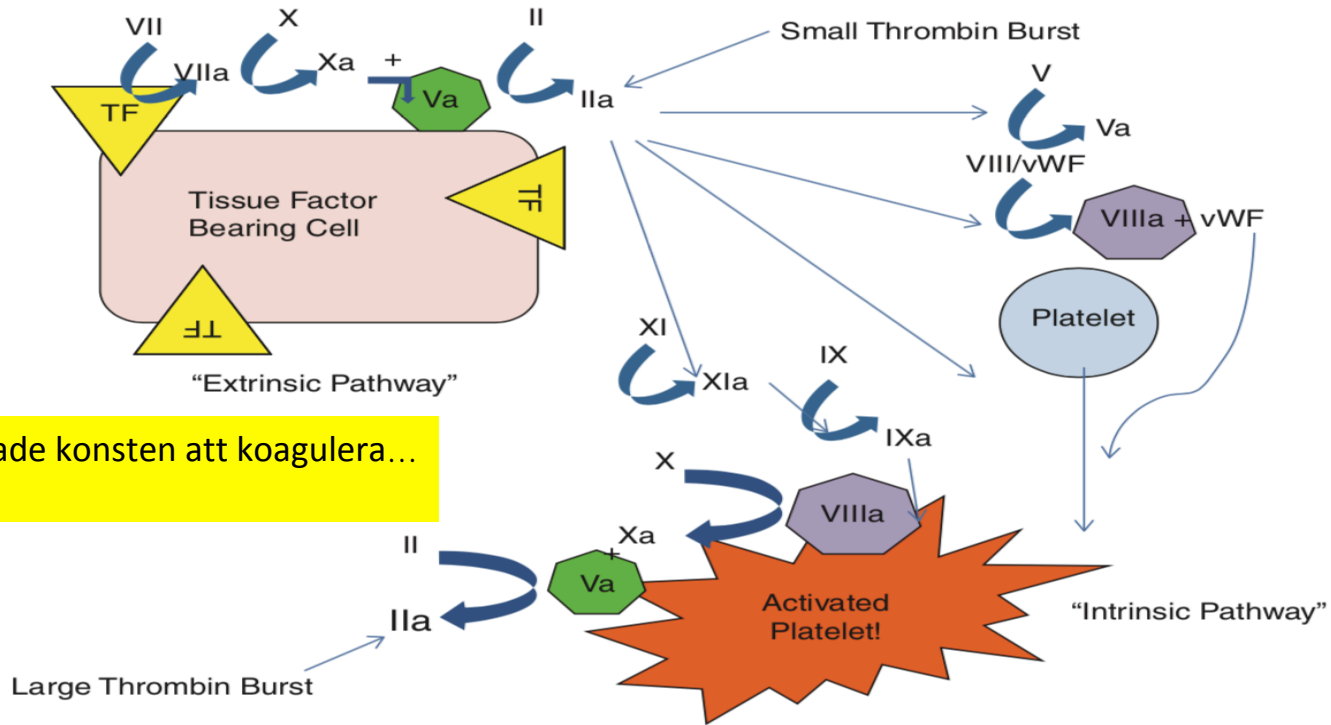 VII
X
II
Small Thrombin Burst
TF
VIIa
Xa
+
Va
IIa
V
Va
VIII/vWF
VIIIa + vWF
Tissue Factor
Bearing Cell
TF
TF
Platelet
"Extrinsic Pathway"
XI
XIa
IX
IXa
konsten att koagulera...
X
VIIIa
Xa
+
II
Va
IIa
Activated
Platelet!
"Intrinsic Pathway"
Large Thrombin Burst